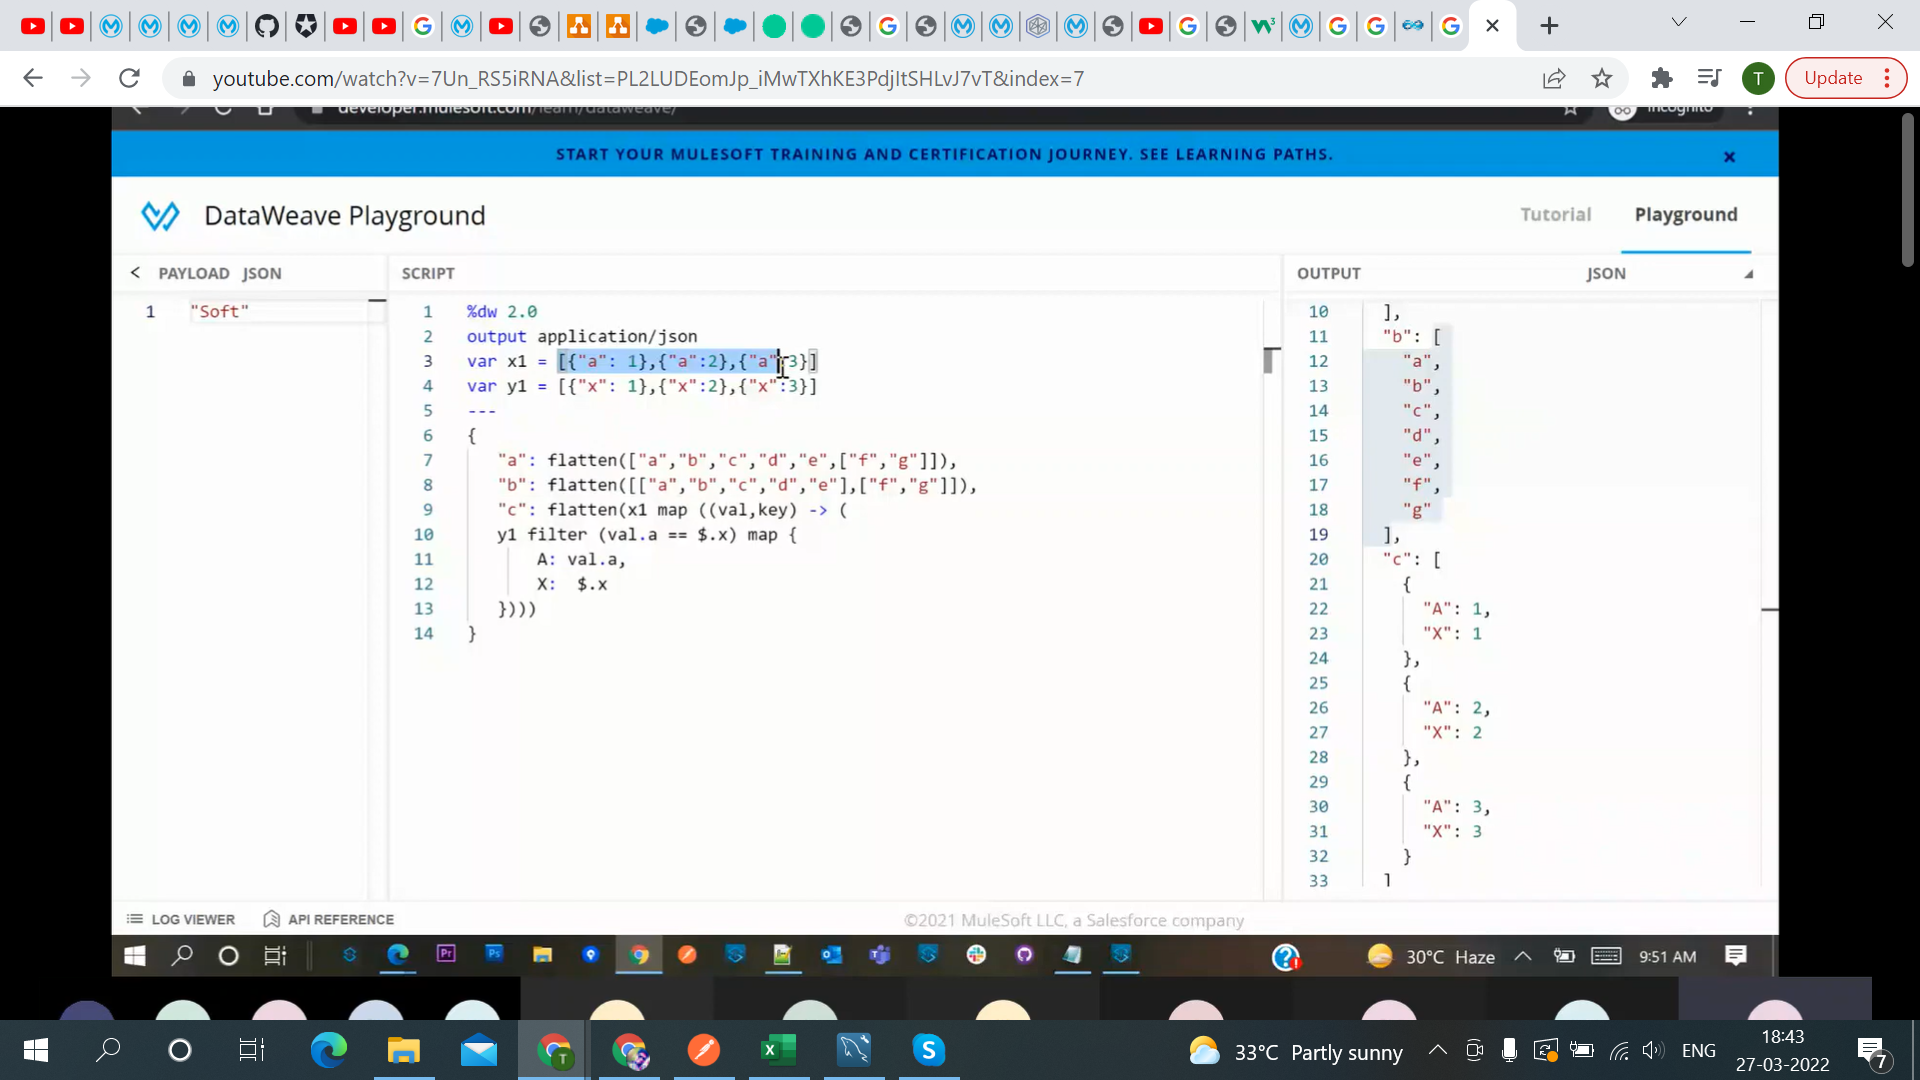 youtube.com/watch?v=7Un_RS5iRNA&list=PL2LUDEomJp_iMwTXhKE3PdjItSHLvJ7vT&index=7
T
Update
developer.mulesoft.com/learn/dataweave/
Incognito
START YOUR MULESOFT TRAINING AND CERTIFICATION JOURNEY. SEE LEARNING PATHS.
DataWeave Playground
Tutorial
Playground
PAYLOAD JSON
1 "Soft"
SCRIPT
1 %dw 2.0
2 output application/json
3 var x1 = [{"a": 1},{"a":2},{"a":3}]
4 var y1 = [{"x": 1},{"x":2},{"x":3}]
5 ---
6 {
7 "a": flatten(["a","b","c","d","e",["f","g"]]),
8 "b": flatten([["a","b","c","d","e"],["f","g"]]),
9 "c": flatten(x1 map ((val,key) -> (
10 y1 filter (val.a == $.x) map {
11 A: val.a,
12 X: $.x
13 })))
14 }
OUTPUT JSON
10 ],
11 "b": [
12 "a",
13 "b",
14 "c",
15 "d",
16 "e",
17 "f",
18 "g"
19 ],
20 "c": [
21 {
22 "A": 1,
23 "X": 1
24 },
25 {
26 "A": 2,
27 "X": 2
28 },
29 {
30 "A": 3,
31 "X": 3
32 }
33 ]
LOG VIEWER
API REFERENCE
©2021 MuleSoft LLC, a Salesforce company
Pr
Ps
30°C Haze
9:51 AM
T
33°C Partly sunny
ENG
18:43
27-03-2022
7